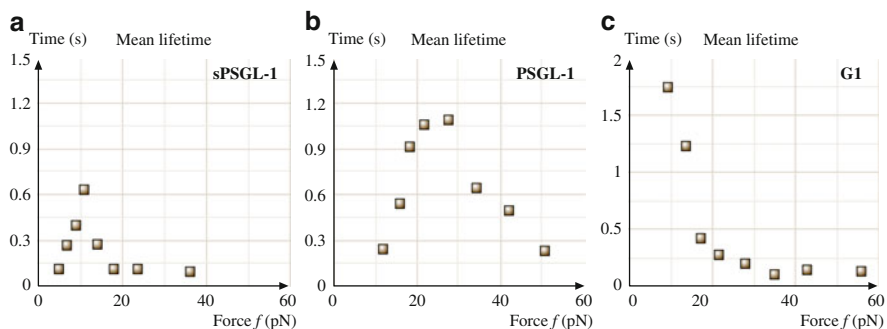 a
Time (s) Mean lifetime
1.5
sPSGL-1
1.2
0.9
0.6
0.3
0
0 20 40 60
Force f (pN)
b
Time (s) Mean lifetime
1.5
PSGL-1
1.2
0.9
0.6
0.3
0
0 20 40 60
Force f (pN)
c
Time (s) Mean lifetime
2
G1
1.5
1
0.5
0
0 20 40 60
Force f (pN)